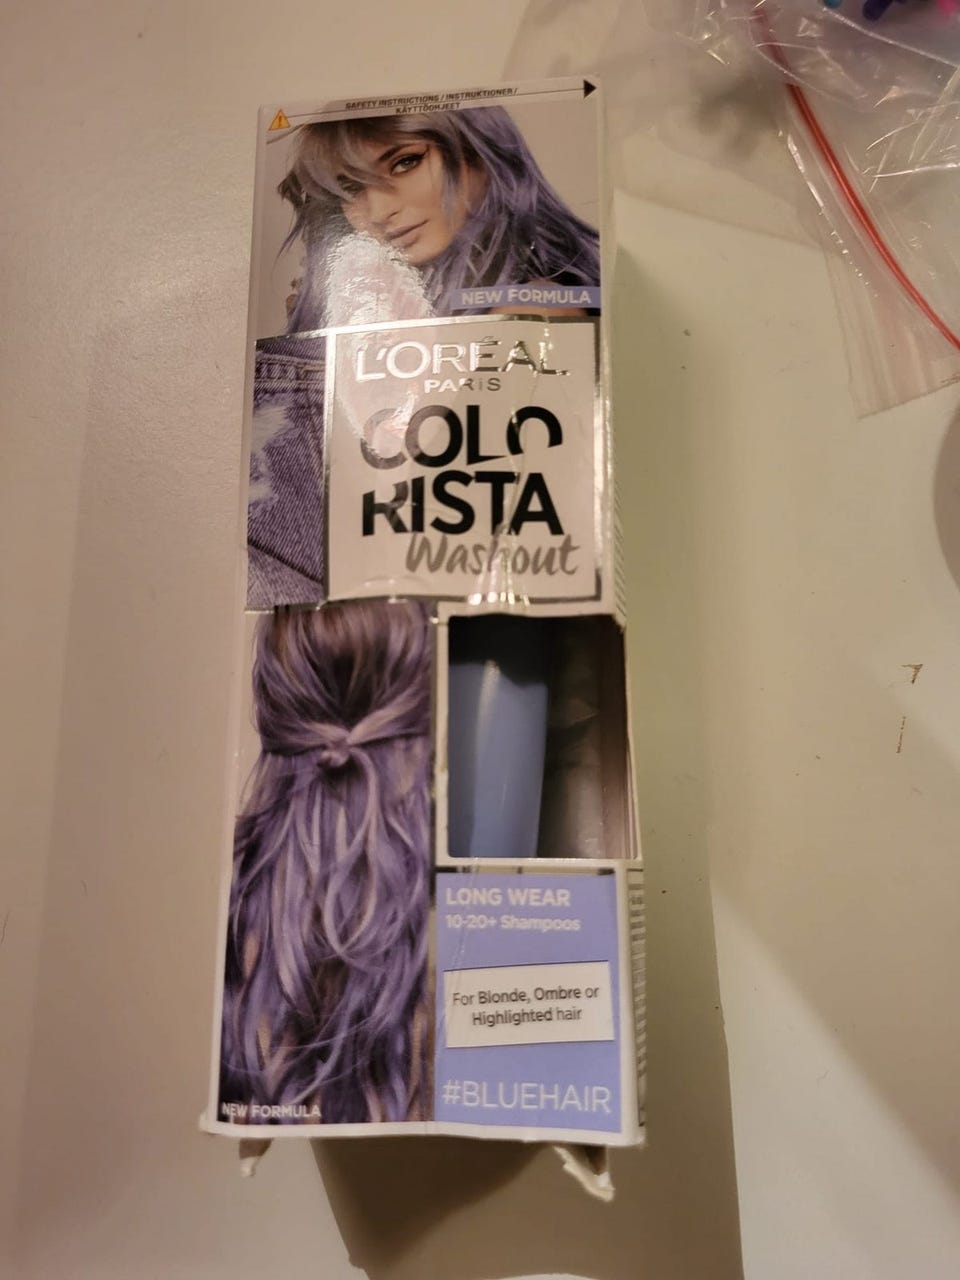 SAFETY INSTRUCTIONS / INSTRUKTIONER /
KÄYTTÖOHJEET
NEW FORMULA
L'ORÉAL
PARIS
COLO
RISTA
Washout
LONG WEAR
10-20+ Shampoos
For Blonde, Ombre or
Highlighted hair
#BLUEHAIR
NEW FORMULA